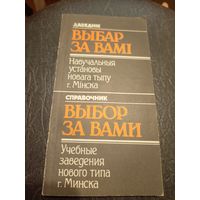 ДАВЕДНІК
ВЫБАР
ЗА ВАМІ
Навучальныя
установы
новага тыпу
г. Мінска
СПРАВОЧНИК
ВЫБОР
ЗА ВАМИ
Учебные
заведения
нового типа
г. Минска